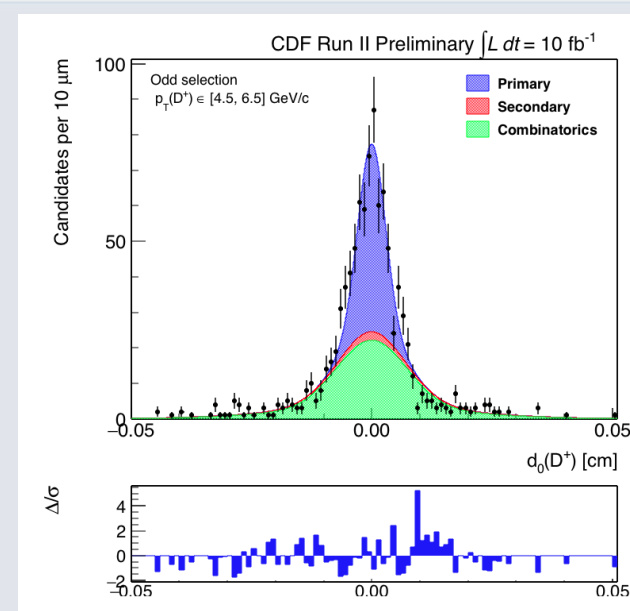 CDF Run II Preliminary ∫L dt = 10 fb⁻¹
Odd selection
p_T(D⁺) ∈ [4.5, 6.5] GeV/c
Primary
Secondary
Combinatorics
Candidates per 10 μm
100
50
0
−0.05 0.00 0.05
d₀(D⁺) [cm]
Δ/σ
4
2
0
−2
−0.05 0.00 0.05